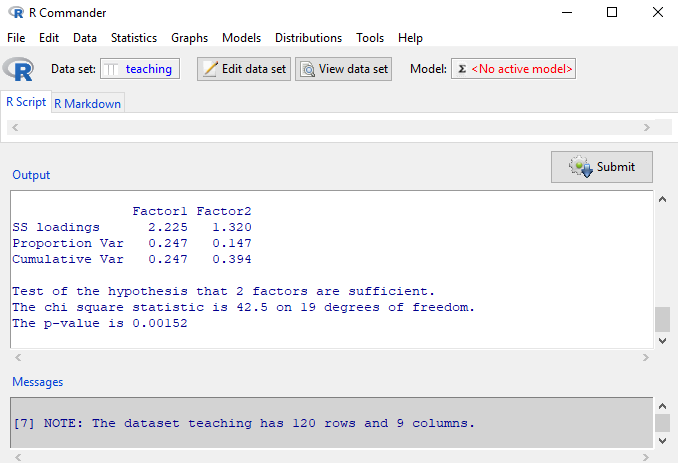 R Commander
File Edit Data Statistics Graphs Models Distributions Tools Help
R Data set: teaching Edit data set View data set Model: Σ <No active model>
R Script R Markdown
Submit
Output
Factor1 Factor2
SS loadings 2.225 1.320
Proportion Var 0.247 0.147
Cumulative Var 0.247 0.394
Test of the hypothesis that 2 factors are sufficient.
The chi square statistic is 42.5 on 19 degrees of freedom.
The p-value is 0.00152
Messages
[7] NOTE: The dataset teaching has 120 rows and 9 columns.